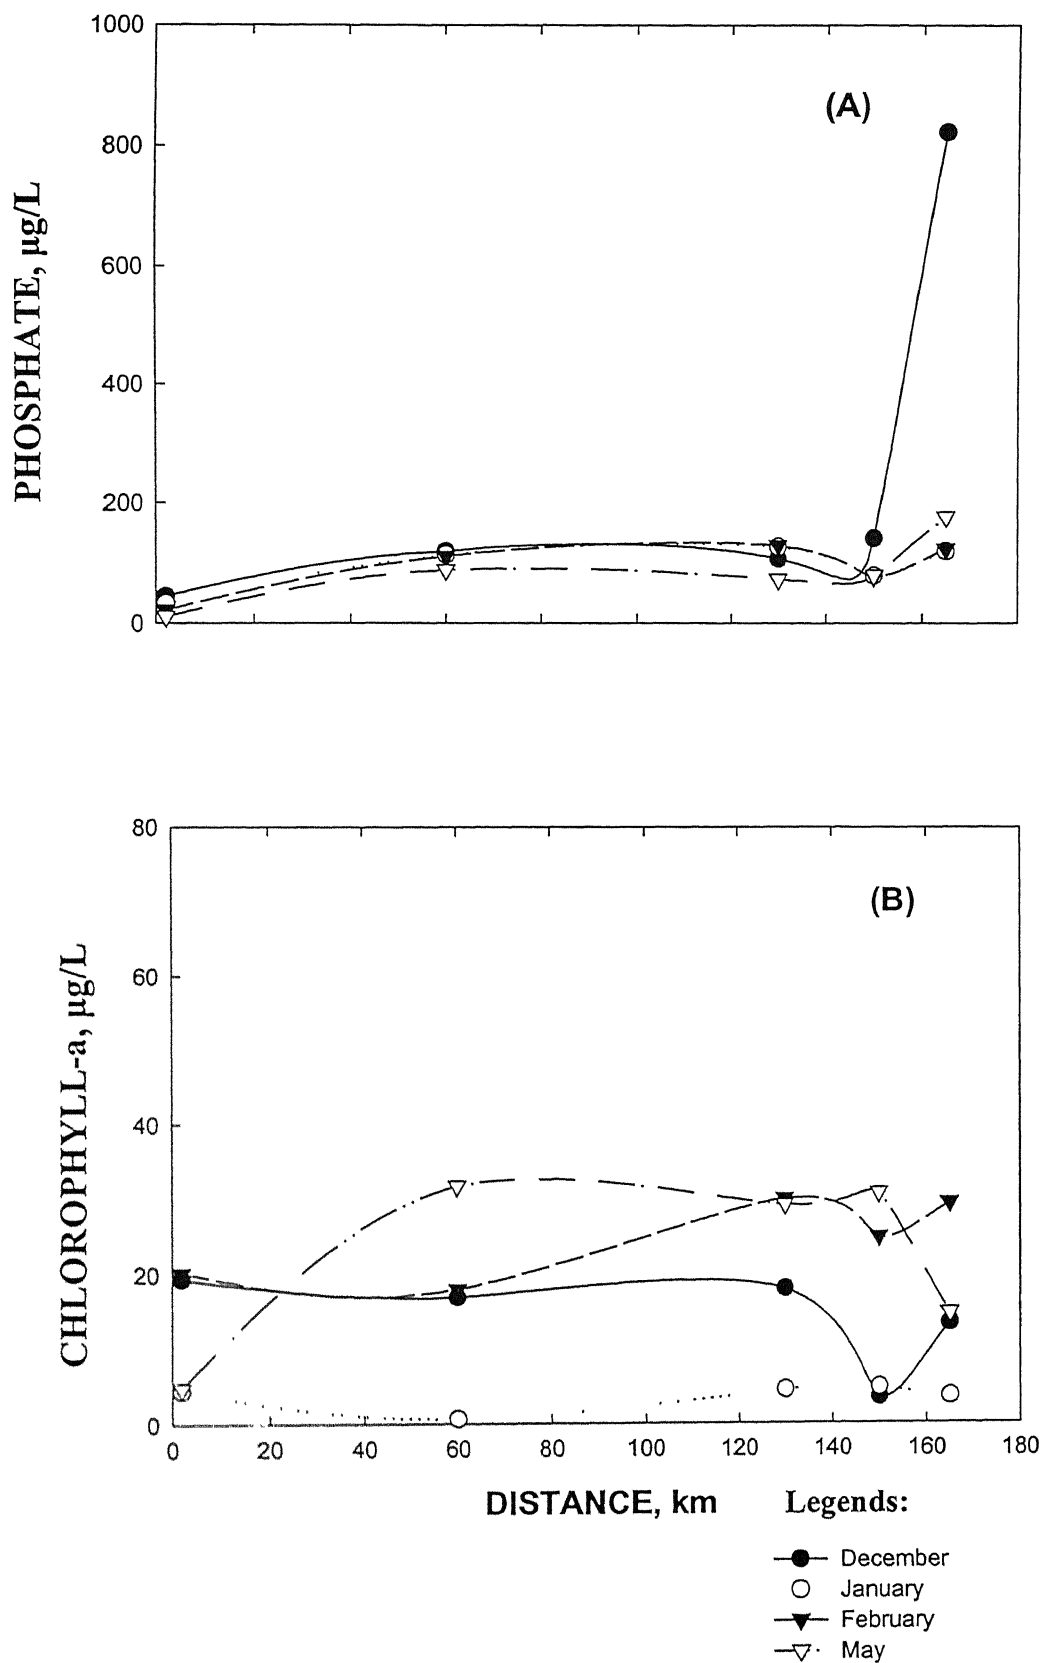 1000
(A)
800
600
400
200
0
PHOSPHATE, µg/L
80
(B)
60
40
20
0
CHLOROPHYLL-a, µg/L
0 20 40 60 80 100 120 140 160 180
DISTANCE, km
Legends:
December
January
February
May